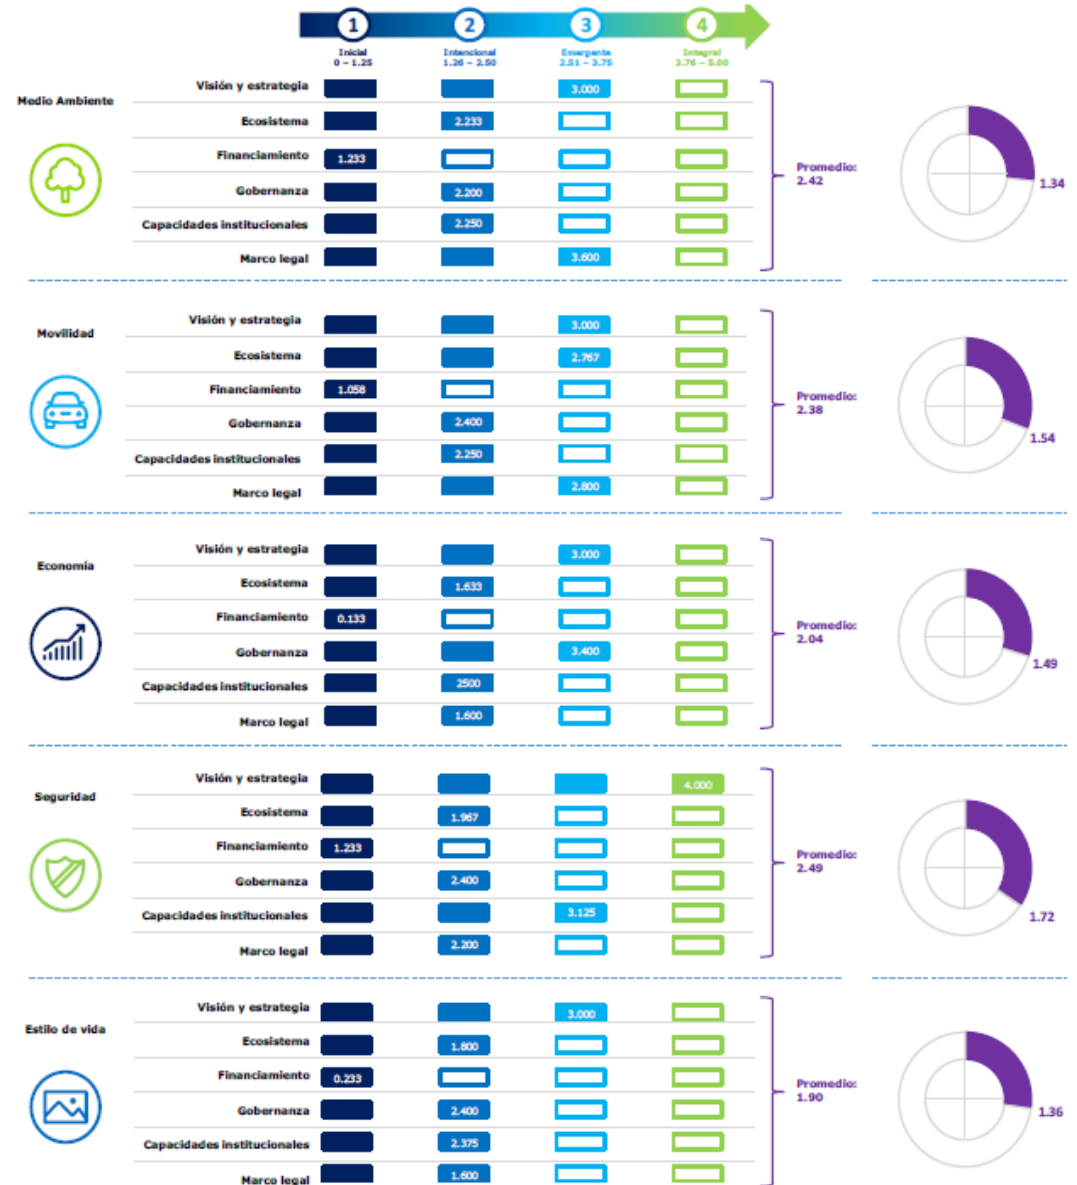 1 2 3 4
Inicial Intencional Emergente Integral
0 – 1.25 1.26 – 2.50 2.51 – 3.75 3.76 – 5.00
Medio Ambiente
Visión y estrategia 3.000
Ecosistema 2.233
Financiamiento 1.233
Gobernanza 2.200
Capacidades institucionales 2.250
Marco legal 3.600
Promedio:
2.42
1.34
Movilidad
Visión y estrategia 3.000
Ecosistema 2.767
Financiamiento 1.058
Gobernanza 2.400
Capacidades institucionales 2.250
Marco legal 2.800
Promedio:
2.38
1.54
Economía
Visión y estrategia 3.000
Ecosistema 1.633
Financiamiento 0.133
Gobernanza 3.400
Capacidades institucionales 2500
Marco legal 1.600
Promedio:
2.04
1.49
Seguridad
Visión y estrategia 4.000
Ecosistema 1.967
Financiamiento 1.233
Gobernanza 2.400
Capacidades institucionales 3.125
Marco legal 2.200
Promedio:
2.49
1.72
Estilo de vida
Visión y estrategia 3.000
Ecosistema 1.800
Financiamiento 0.233
Gobernanza 2.400
Capacidades institucionales 2.375
Marco legal 1.600
Promedio:
1.90
1.36